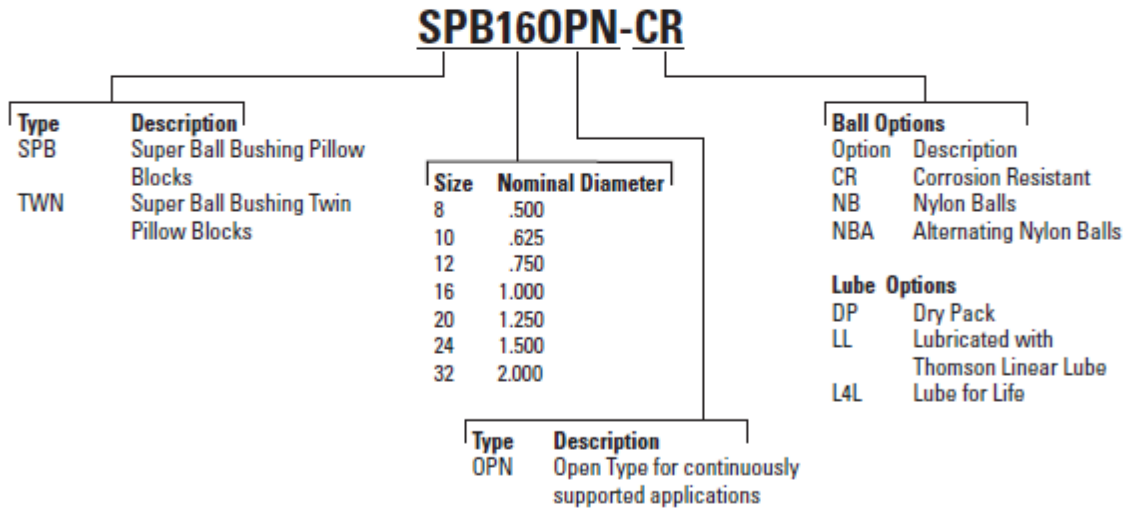 SPB16OPN-CR
Type Description
SPB Super Ball Bushing Pillow
Blocks
TWN Super Ball Bushing Twin
Pillow Blocks
Size Nominal Diameter
8 .500
10 .625
12 .750
16 1.000
20 1.250
24 1.500
32 2.000
Type Description
OPN Open Type for continuously
supported applications
Ball Options
Option Description
CR Corrosion Resistant
NB Nylon Balls
NBA Alternating Nylon Balls
Lube Options
DP Dry Pack
LL Lubricated with
Thomson Linear Lube
L4L Lube for Life